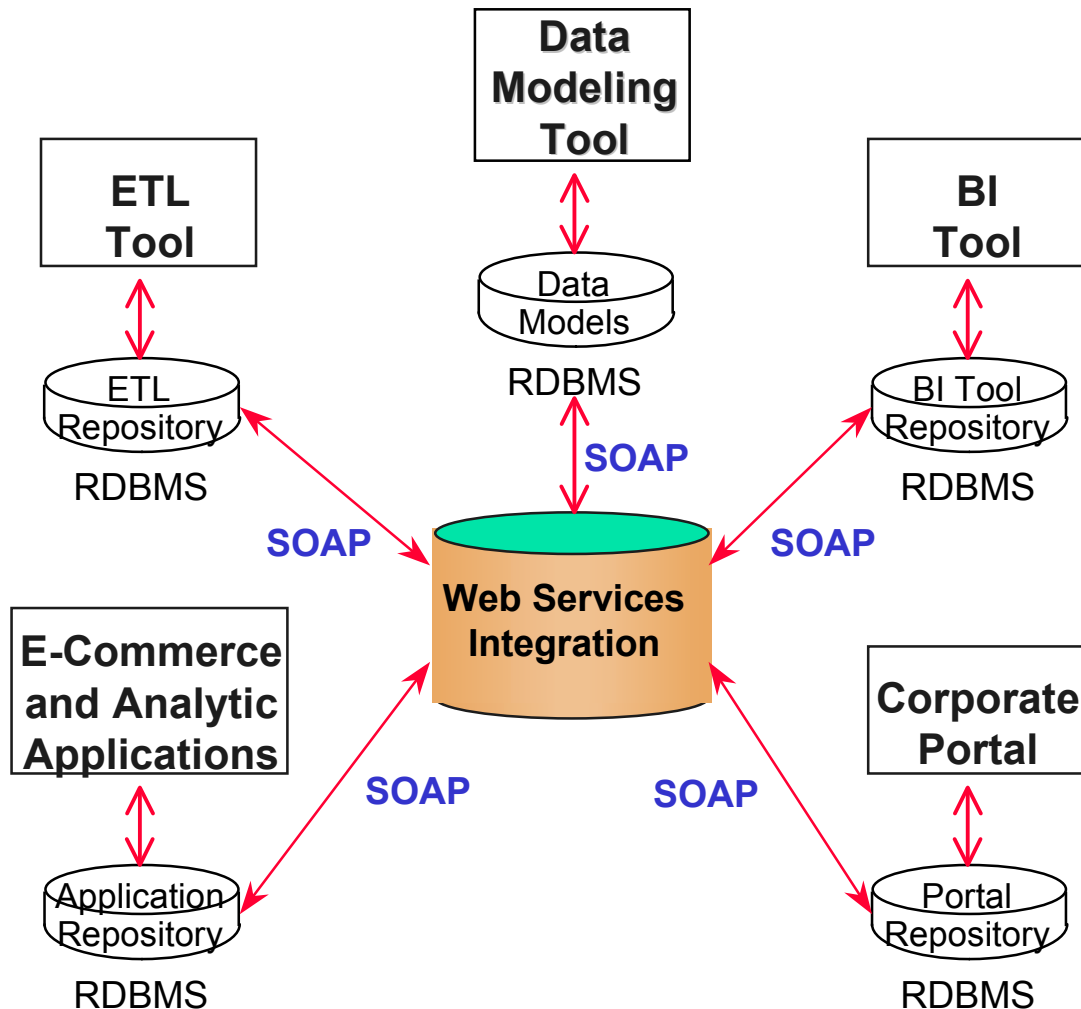 Data
Modeling
Tool
ETL
Tool
BI
Tool
Data
Models
RDBMS
ETL
Repository
RDBMS
BI Tool
Repository
RDBMS
SOAP
SOAP
SOAP
Web Services
Integration
E-Commerce
and Analytic
Applications
Corporate
Portal
SOAP
SOAP
Application
Repository
RDBMS
Portal
Repository
RDBMS